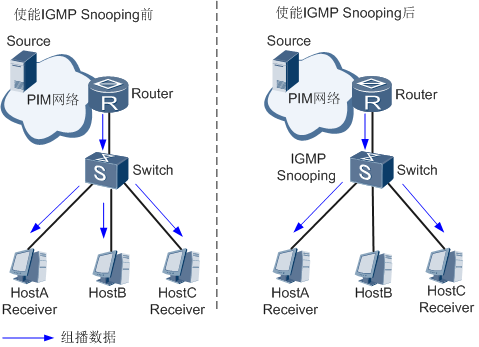 使能IGMP Snooping前
Source
PIM网络
R
Router
S
Switch
HostA
Receiver
HostB
HostC
Receiver
使能IGMP Snooping后
Source
PIM网络
R
Router
IGMP
Snooping
S
Switch
HostA
Receiver
HostB
HostC
Receiver
组播数据